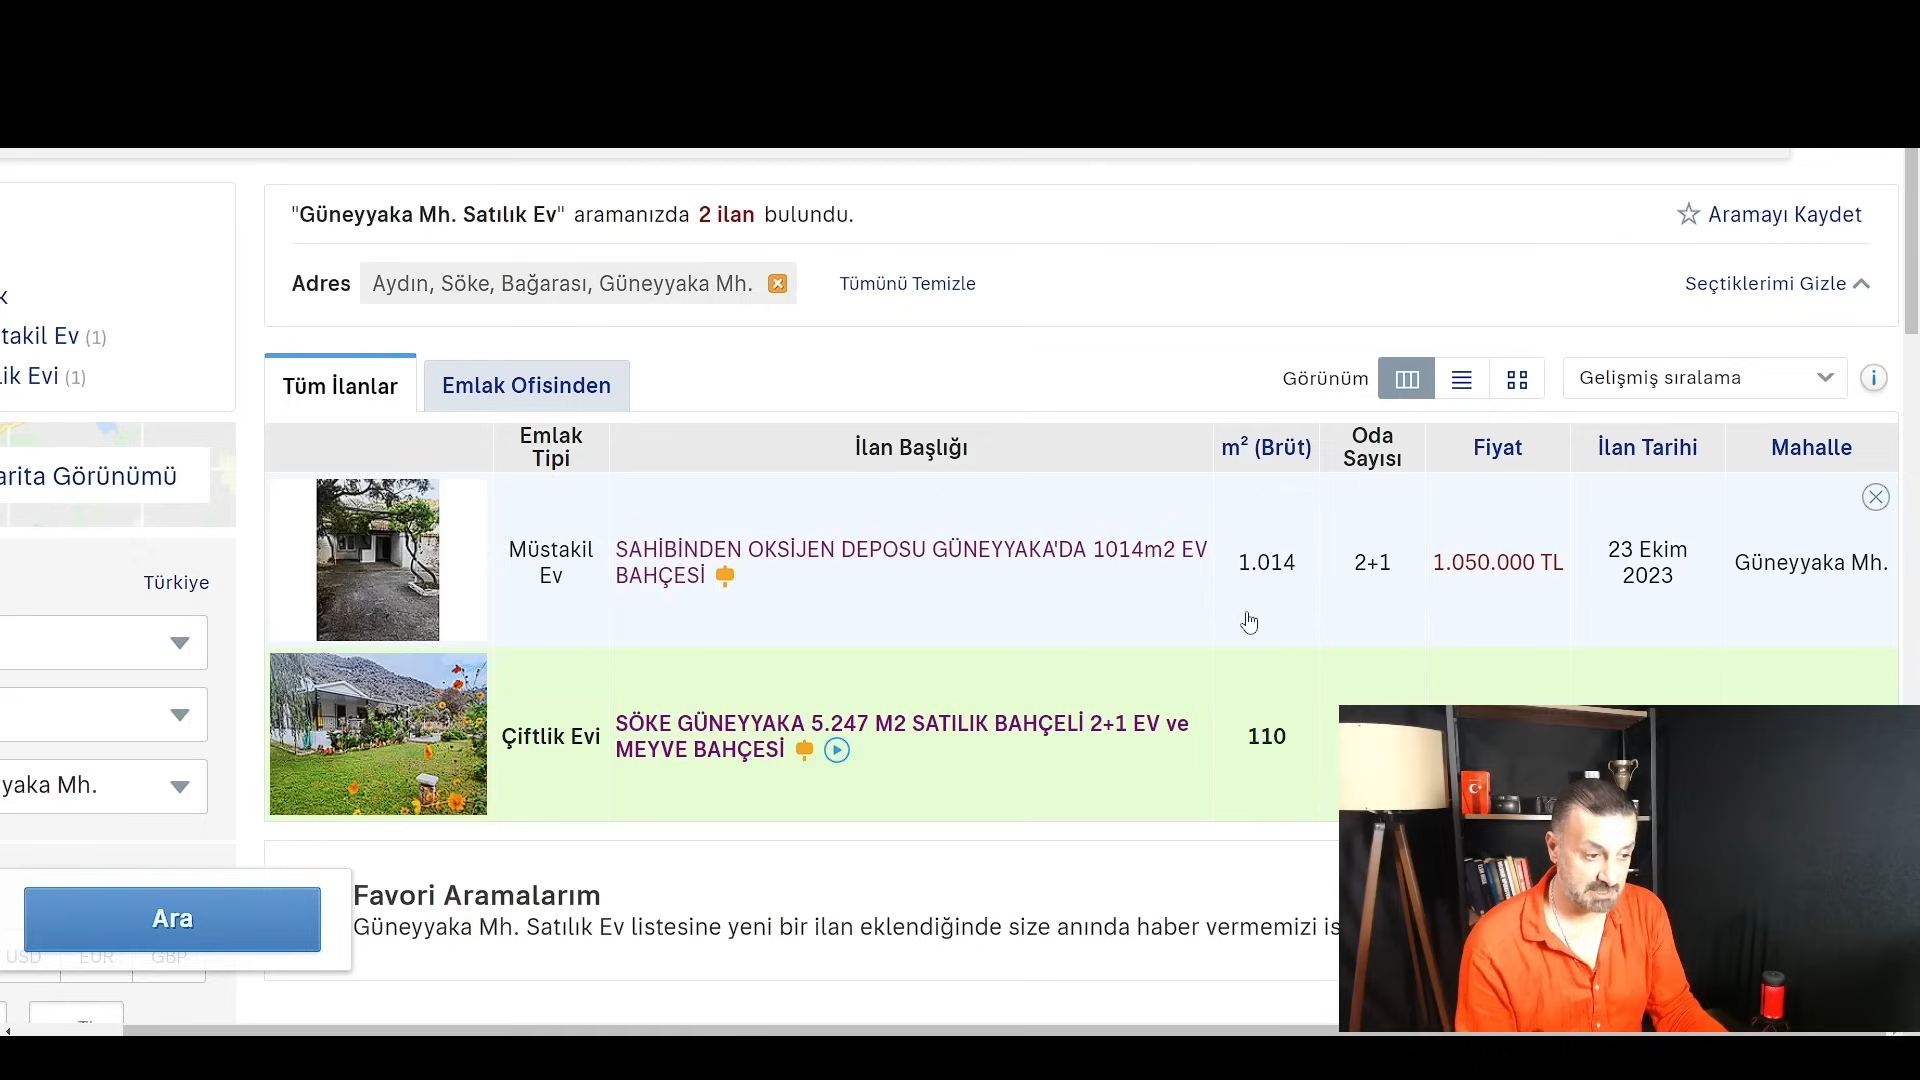 "Güneyyaka Mh. Satılık Ev" aramanızda 2 ilan bulundu.
Aramayı Kaydet
Adres Aydın, Söke, Bağarası, Güneyyaka Mh. Tümünü Temizle
Seçtiklerimi Gizle
takil Ev (1)
ik Evi (1)
arita Görünümü
Türkiye
yaka Mh.
Ara
USD EUR GBP
Tüm İlanlar
Emlak Ofisinden
Görünüm
Gelişmiş sıralama
Emlak Tipi
İlan Başlığı
m² (Brüt)
Oda Sayısı
Fiyat
İlan Tarihi
Mahalle
Müstakil Ev
SAHİBİNDEN OKSİJEN DEPOSU GÜNEYYAKA'DA 1014m2 EV
BAHÇESİ
1.014
2+1
1.050.000 TL
23 Ekim
2023
Güneyyaka Mh.
Çiftlik Evi
SÖKE GÜNEYYAKA 5.247 M2 SATILIK BAHÇELİ 2+1 EV ve
MEYVE BAHÇESİ
110
Favori Aramalarım
Güneyyaka Mh. Satılık Ev listesine yeni bir ilan eklendiğinde size anında haber vermemizi is